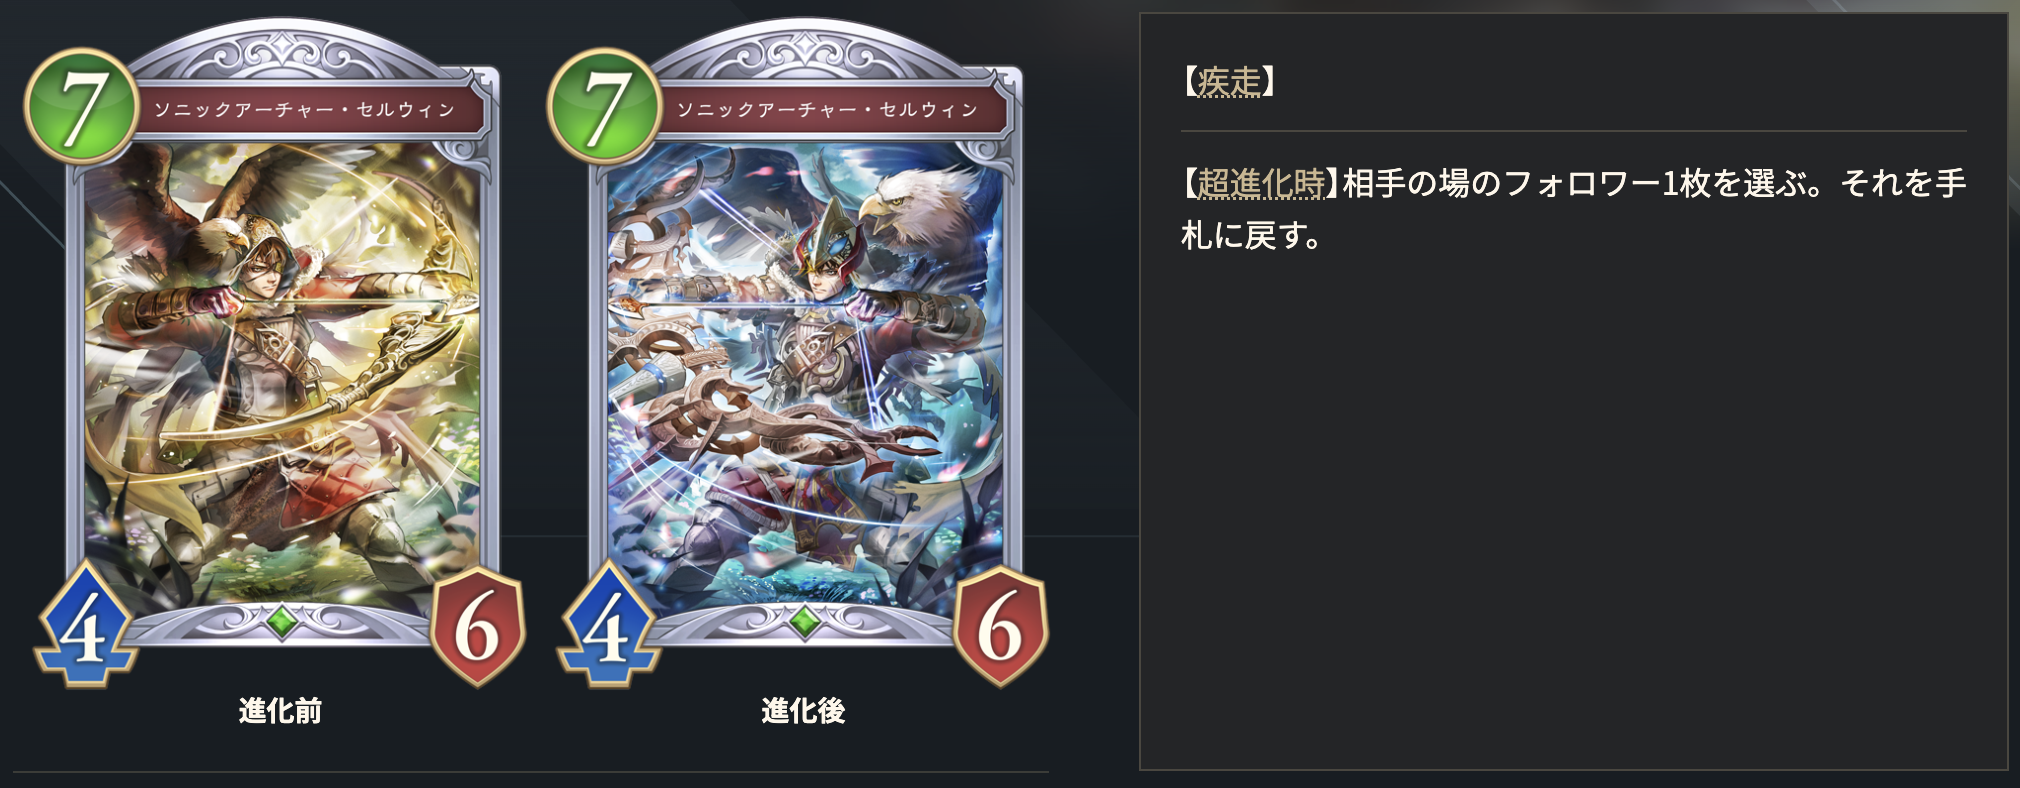 7
ソニックアーチャー・セルウィン
4
6
進化前
7
ソニックアーチャー・セルウィン
4
6
進化後
【疾走】
【超進化時】相手の場のフォロワー1枚を選ぶ。それを手
札に戻す。